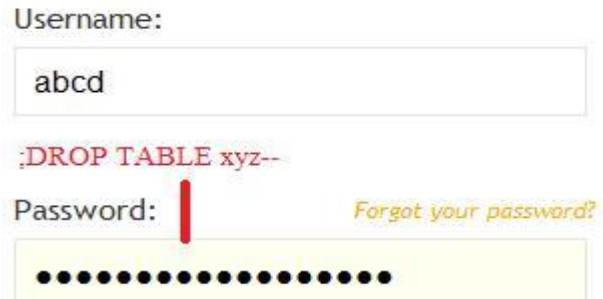 Username:
abcd
;DROP TABLE xyz--
Password: Forgot your password?
●●●●●●●●●●●●●●●●●●